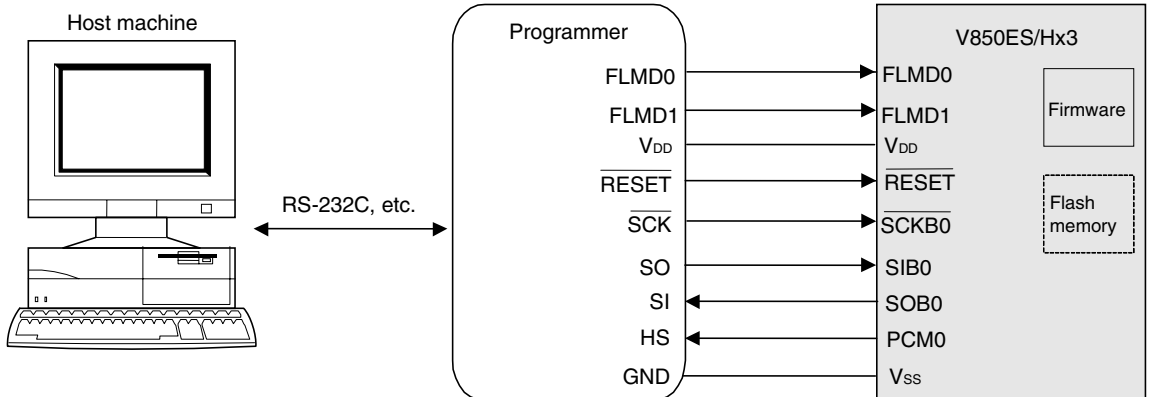 Host machine
RS-232C, etc.
Programmer
FLMD0
FLMD1
VDD
RESET
SCK
SO
SI
HS
GND
V850ES/Hx3
FLMD0
FLMD1
VDD
RESET
SCKB0
SIB0
SOB0
PCM0
VSS
Firmware
Flash
memory